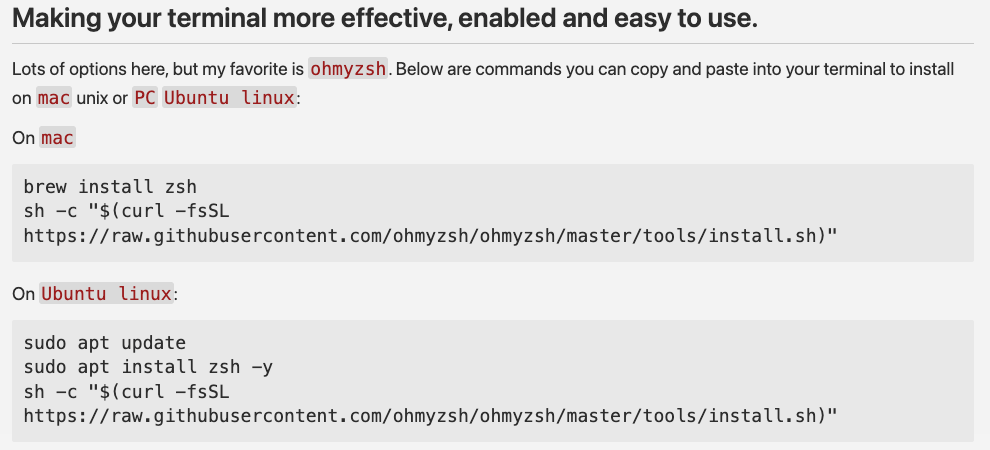 Making your terminal more effective, enabled and easy to use.
Lots of options here, but my favorite is ohmyzsh. Below are commands you can copy and paste into your terminal to install
on mac unix or PC Ubuntu linux:
On mac
brew install zsh
sh -c "$(curl -fsSL
https://raw.githubusercontent.com/ohmyzsh/ohmyzsh/master/tools/install.sh)"
On Ubuntu linux:
sudo apt update
sudo apt install zsh -y
sh -c "$(curl -fsSL
https://raw.githubusercontent.com/ohmyzsh/ohmyzsh/master/tools/install.sh)"